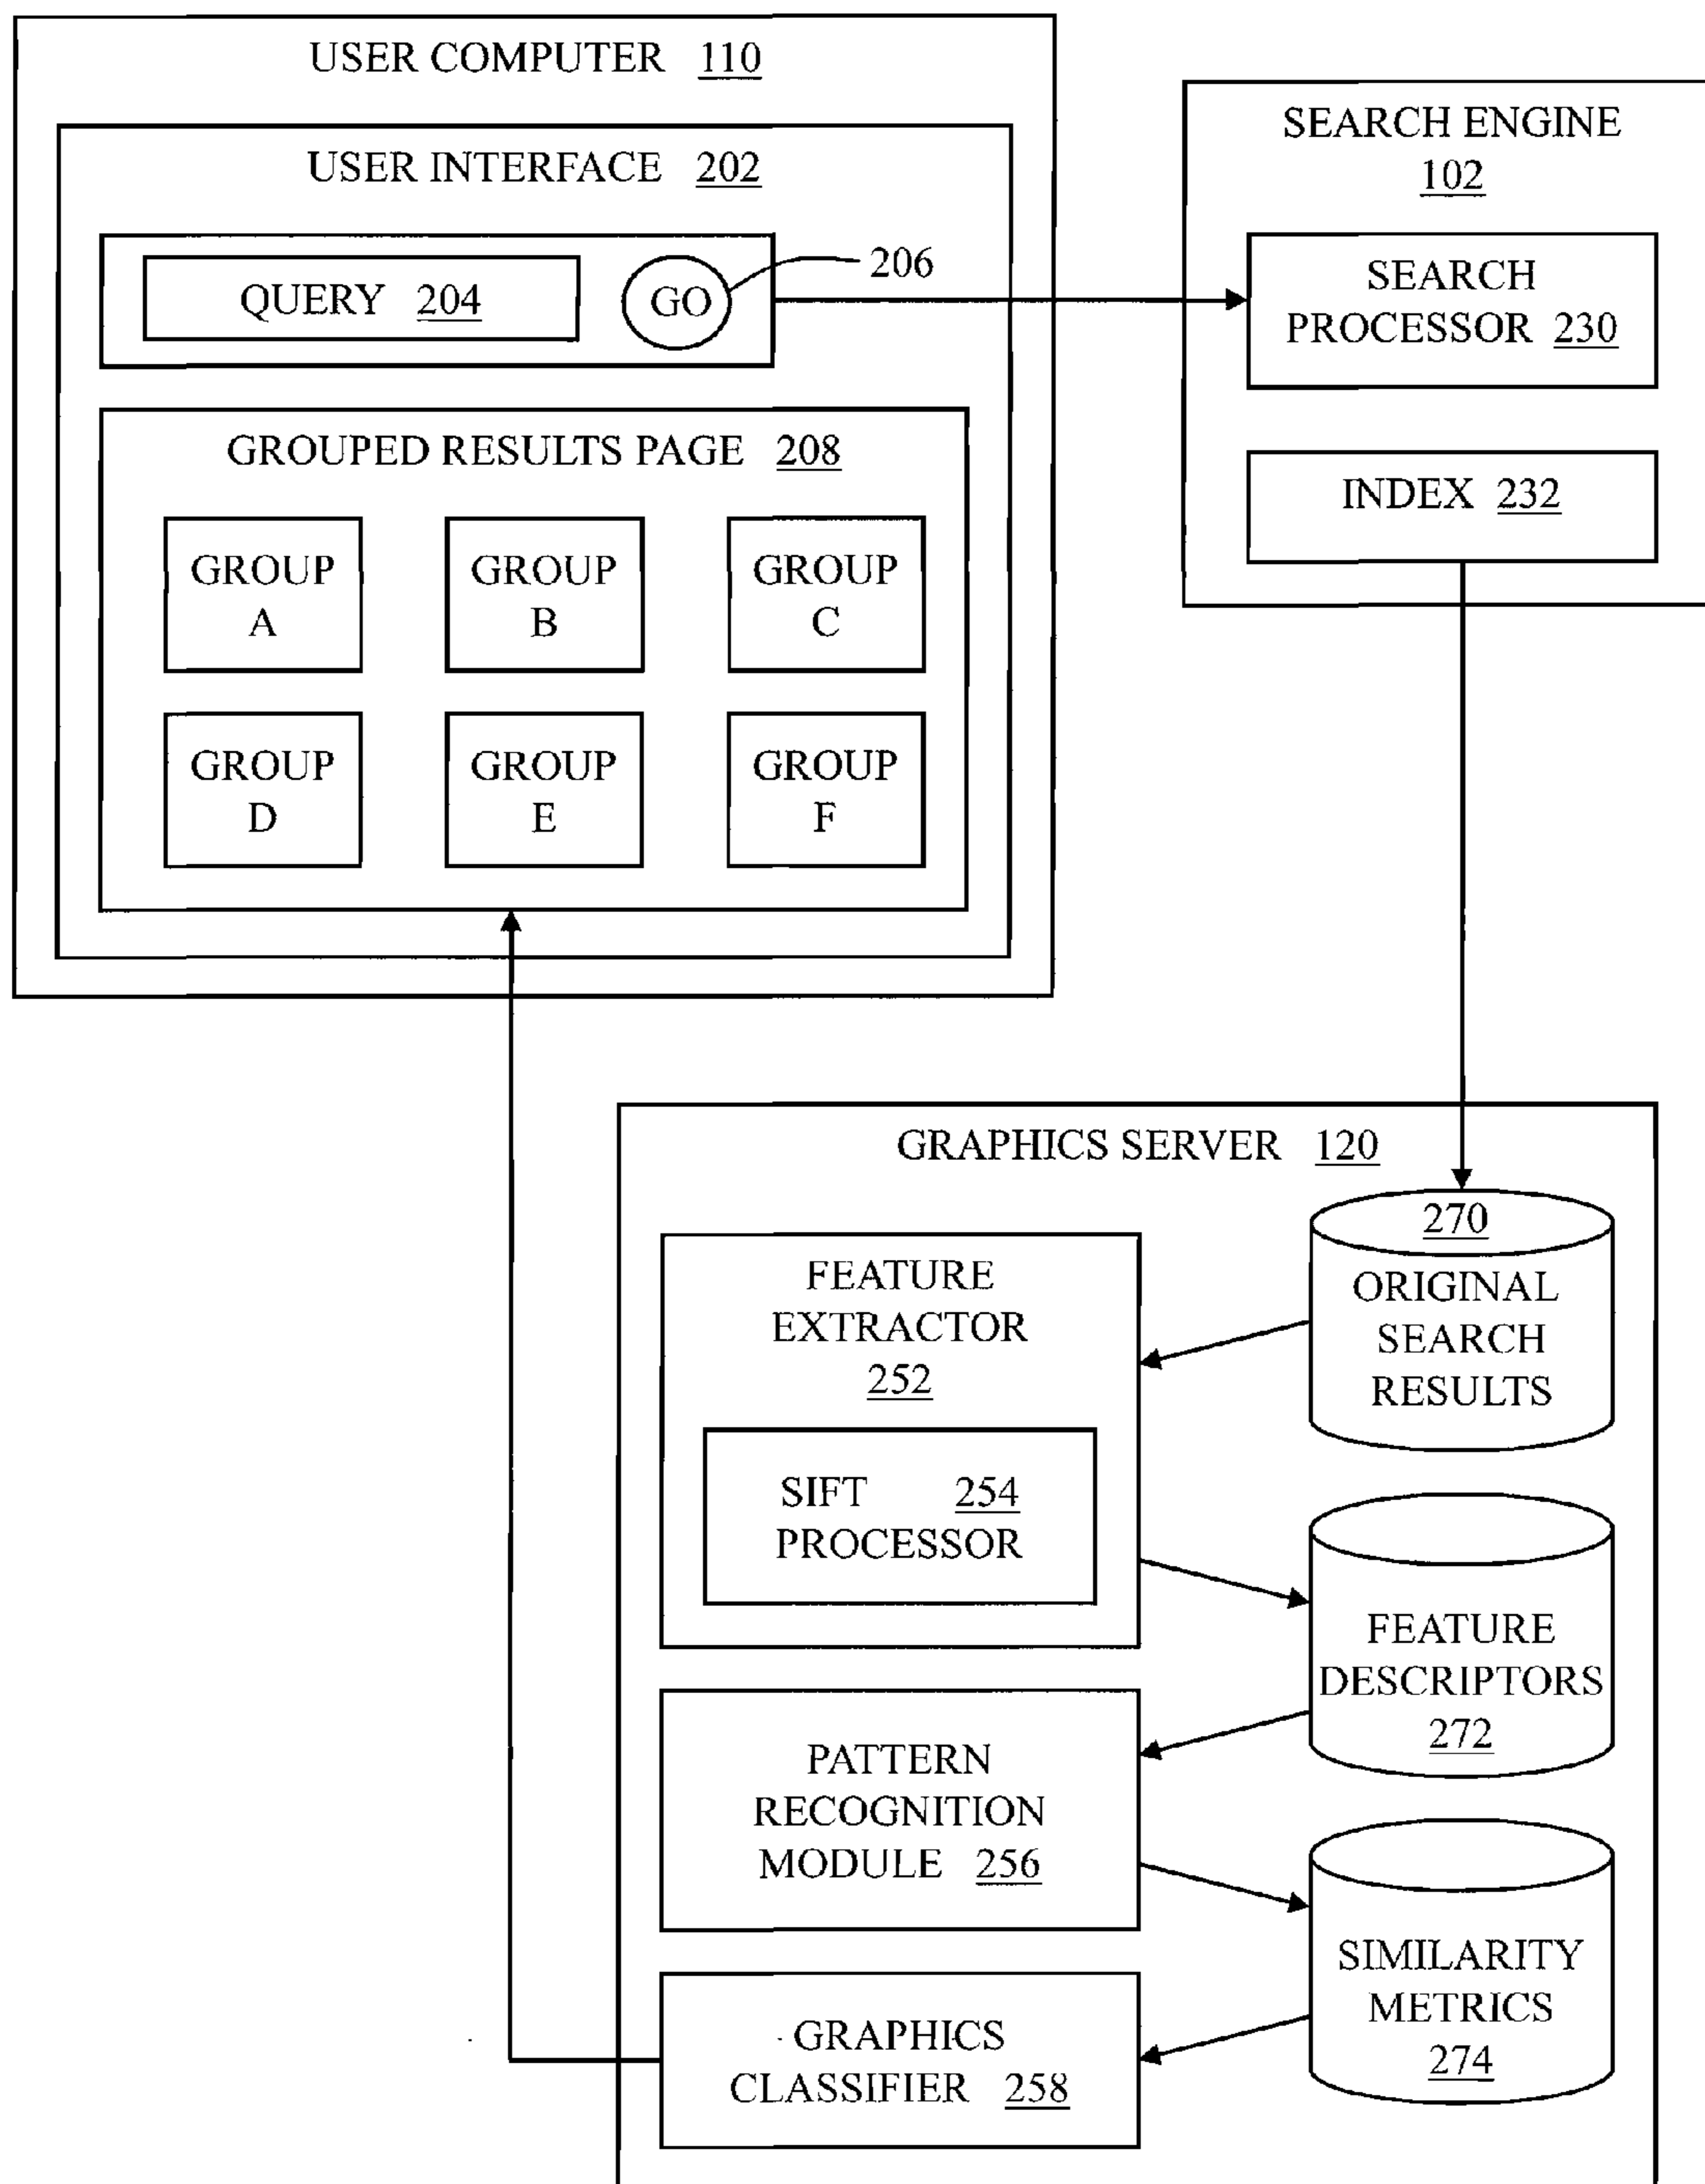 USER COMPUTER 110
USER INTERFACE 202
QUERY 204
GO
206
GROUPED RESULTS PAGE 208
GROUP
A
GROUP
B
GROUP
C
GROUP
D
GROUP
E
GROUP
F
SEARCH ENGINE
102
SEARCH
PROCESSOR 230
INDEX 232
GRAPHICS SERVER 120
270
ORIGINAL
SEARCH
RESULTS
FEATURE
EXTRACTOR
252
SIFT 254
PROCESSOR
FEATURE
DESCRIPTORS
272
PATTERN
RECOGNITION
MODULE 256
SIMILARITY
METRICS
274
GRAPHICS
CLASSIFIER 258